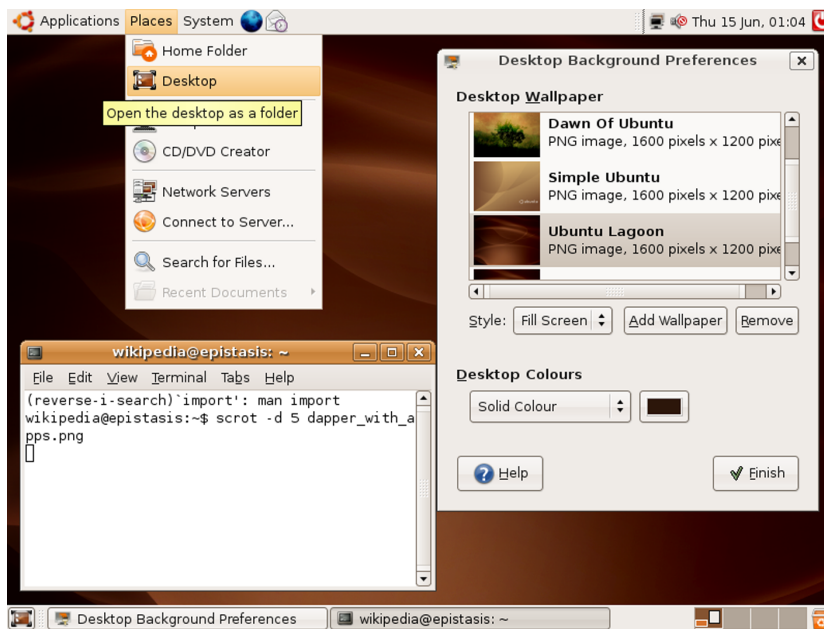 Applications Places System Thu 15 Jun, 01:04
Home Folder
Desktop
Open the desktop as a folder
CD/DVD Creator
Network Servers
Connect to Server...
Search for Files...
Recent Documents
Desktop Background Preferences
Desktop Wallpaper
Dawn Of Ubuntu
PNG image, 1600 pixels x 1200 pixe
Simple Ubuntu
PNG image, 1600 pixels x 1200 pixe
Ubuntu Lagoon
PNG image, 1600 pixels x 1200 pixe
Style: Fill Screen Add Wallpaper Remove
Desktop Colours
Solid Colour
Help Finish
wikipedia@epistasis: ~
File Edit View Terminal Tabs Help
(reverse-i-search)`import': man import
wikipedia@epistasis:~$ scrot -d 5 dapper_with_a
pps.png
Desktop Background Preferences wikipedia@epistasis: ~